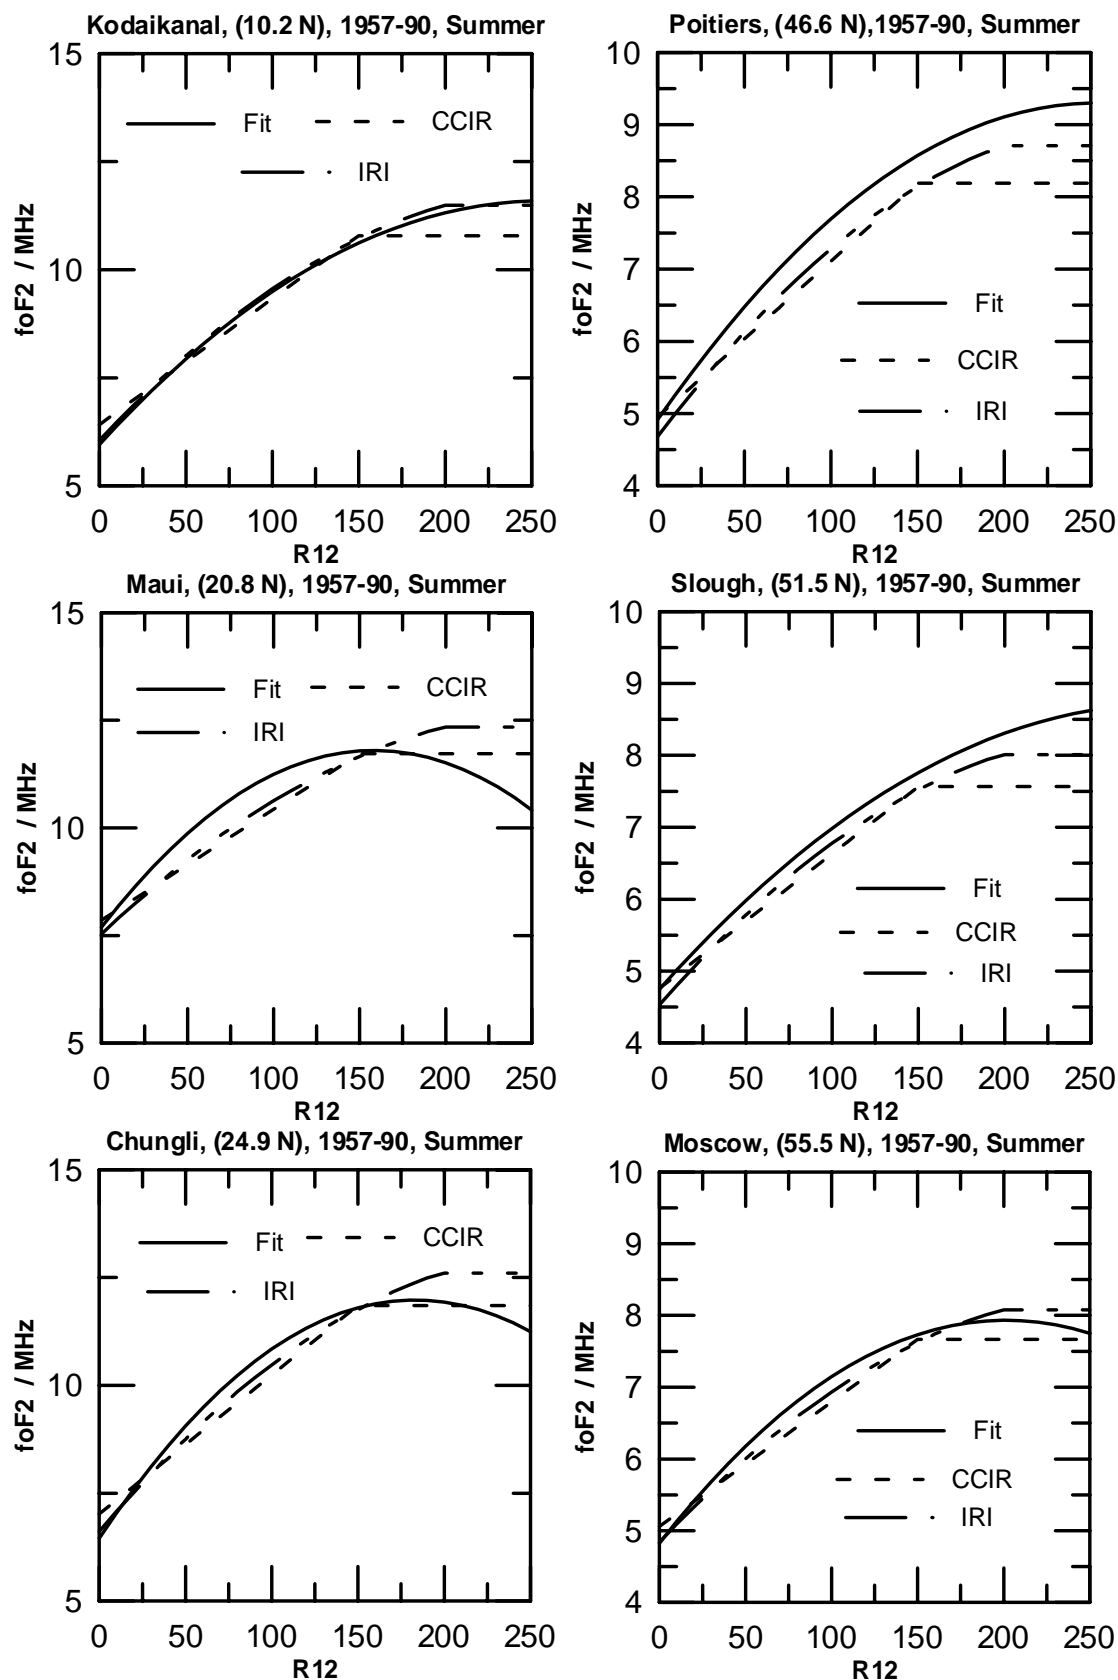 Kodaikanal, (10.2 N), 1957-90, Summer
15
10
5
foF2 / MHz
Fit
CCIR
IRI
0 50 100 150 200 250
R12
Poitiers, (46.6 N),1957-90, Summer
10
9
8
7
6
5
4
foF2 / MHz
Fit
CCIR
IRI
0 50 100 150 200 250
R12
Maui, (20.8 N), 1957-90, Summer
15
10
5
foF2 / MHz
Fit
CCIR
IRI
0 50 100 150 200 250
R12
Slough, (51.5 N), 1957-90, Summer
10
9
8
7
6
5
4
foF2 / MHz
Fit
CCIR
IRI
0 50 100 150 200 250
R12
Chungli, (24.9 N), 1957-90, Summer
15
10
5
foF2 / MHz
Fit
CCIR
IRI
0 50 100 150 200 250
R12
Moscow, (55.5 N), 1957-90, Summer
10
9
8
7
6
5
4
foF2 / MHz
Fit
CCIR
IRI
0 50 100 150 200 250
R12